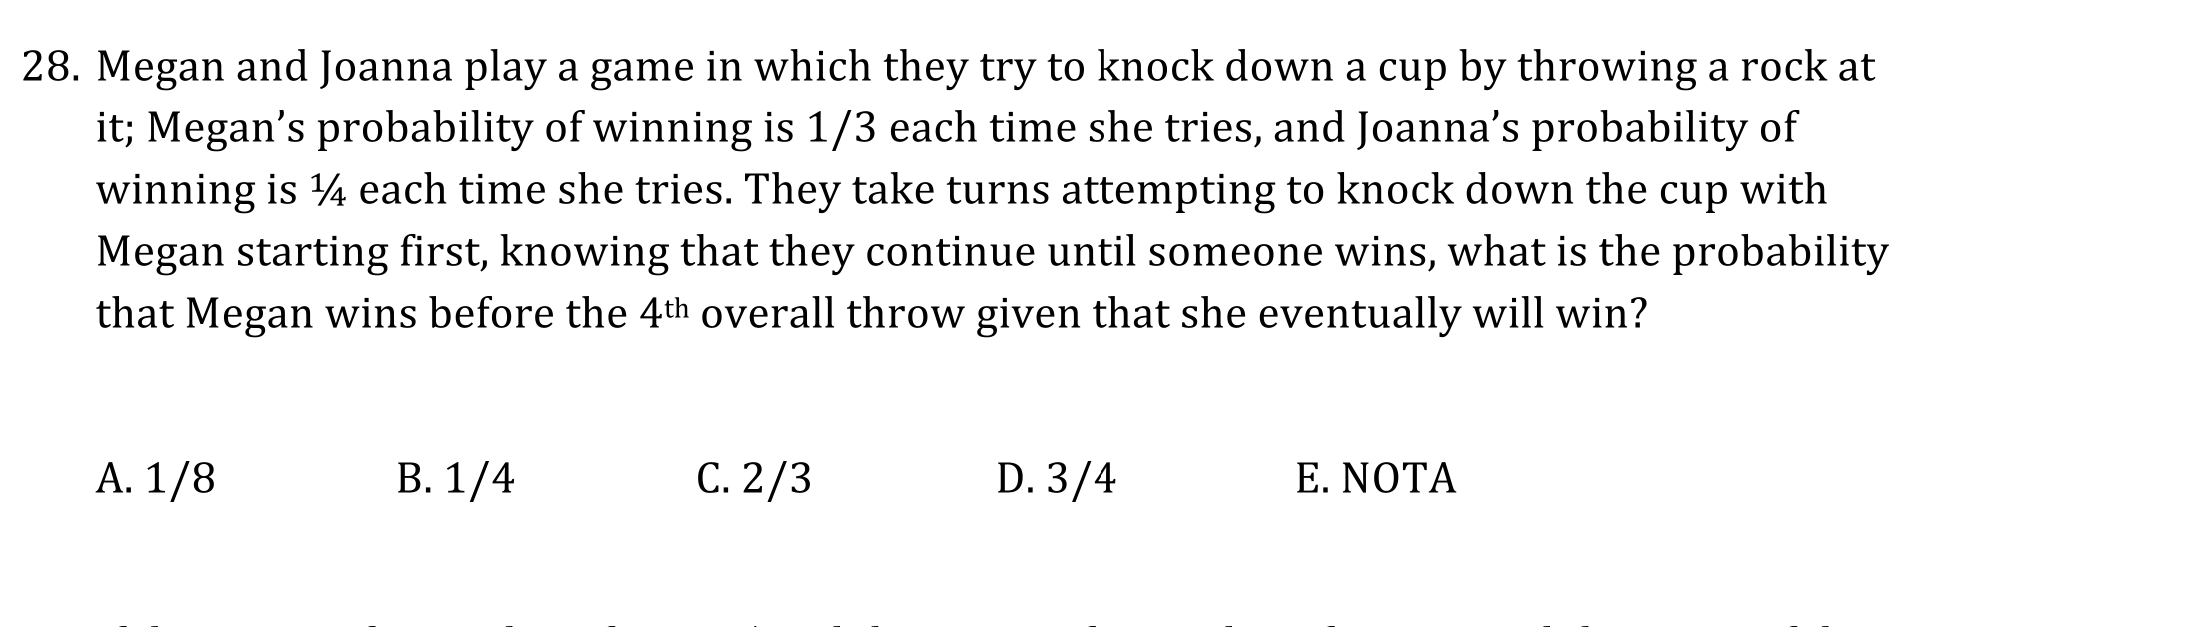 28. Megan and Joanna play a game in which they try to knock down a cup by throwing a rock at
it; Megan’s probability of winning is 1/3 each time she tries, and Joanna’s probability of
winning is ¼ each time she tries. They take turns attempting to knock down the cup with
Megan starting first, knowing that they continue until someone wins, what is the probability
that Megan wins before the 4th overall throw given that she eventually will win?
A. 1/8 B. 1/4 C. 2/3 D. 3/4 E. NOTA